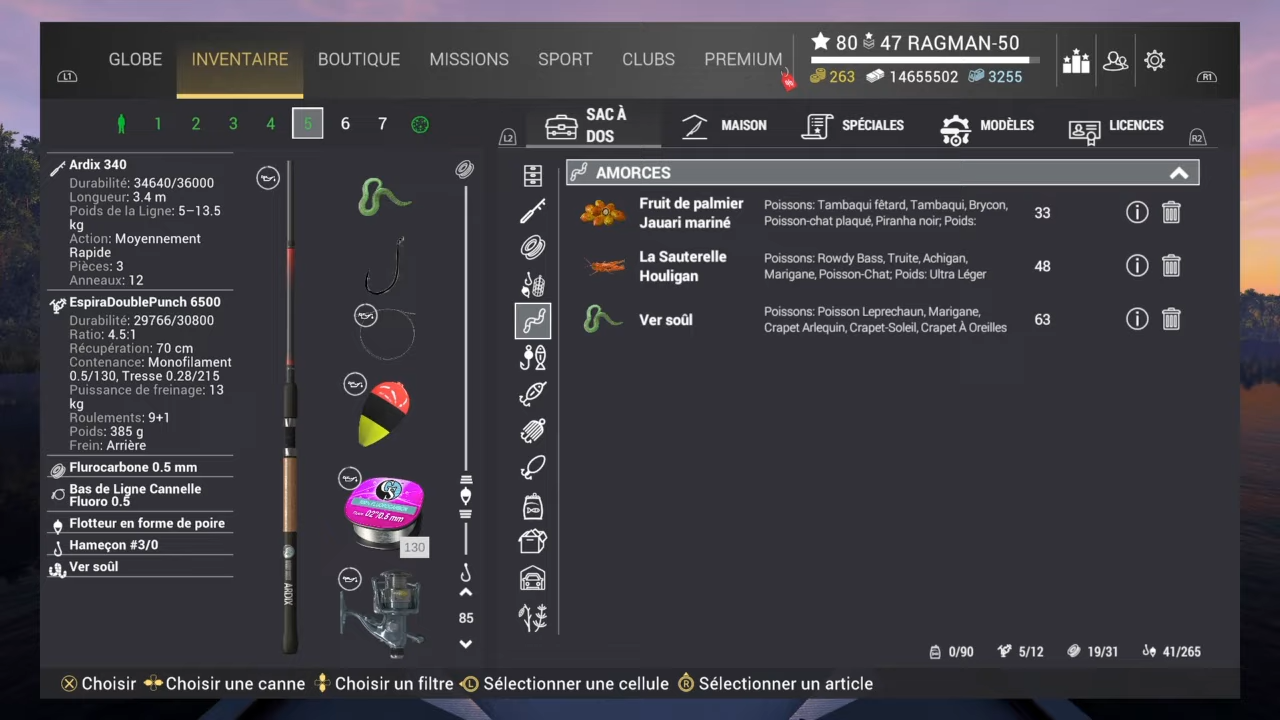 GLOBE INVENTAIRE BOUTIQUE MISSIONS SPORT CLUBS PREMIUM
80 47 RAGMAN-50
263 14655502 3255
L1
R1
1 2 3 4 5 6 7
L2
SAC À
DOS
MAISON
SPÉCIALES
MODÈLES
LICENCES
R2
Ardix 340
Durabilité: 34640/36000
Longueur: 3.4 m
Poids de la Ligne: 5–13.5
kg
Action: Moyennement
Rapide
Pièces: 3
Anneaux: 12
EspiraDoublePunch 6500
Durabilité: 29766/30800
Ratio: 4.5:1
Récupération: 70 cm
Contenance: Monofilament
0.5/130, Tresse 0.28/215
Puissance de freinage: 13
kg
Roulements: 9+1
Poids: 385 g
Frein: Arrière
Flurocarbone 0.5 mm
Bas de Ligne Cannelle
Fluoro 0.5
Flotteur en forme de poire
Hameçon #3/0
Ver soûl
ARDIX
130
85
AMORCES
Fruit de palmier
Jauari mariné
Poissons: Tambaqui fêtard, Tambaqui, Brycon,
Poisson-chat plaqué, Piranha noir; Poids:
33
La Sauterelle
Houligan
Poissons: Rowdy Bass, Truite, Achigan,
Marigane, Poisson-Chat; Poids: Ultra Léger
48
Ver soûl
Poissons: Poisson Leprechaun, Marigane,
Crapet Arlequin, Crapet-Soleil, Crapet À Oreilles
63
0/90 5/12 19/31 41/265
Choisir Choisir une canne Choisir un filtre L Sélectionner une cellule R Sélectionner un article